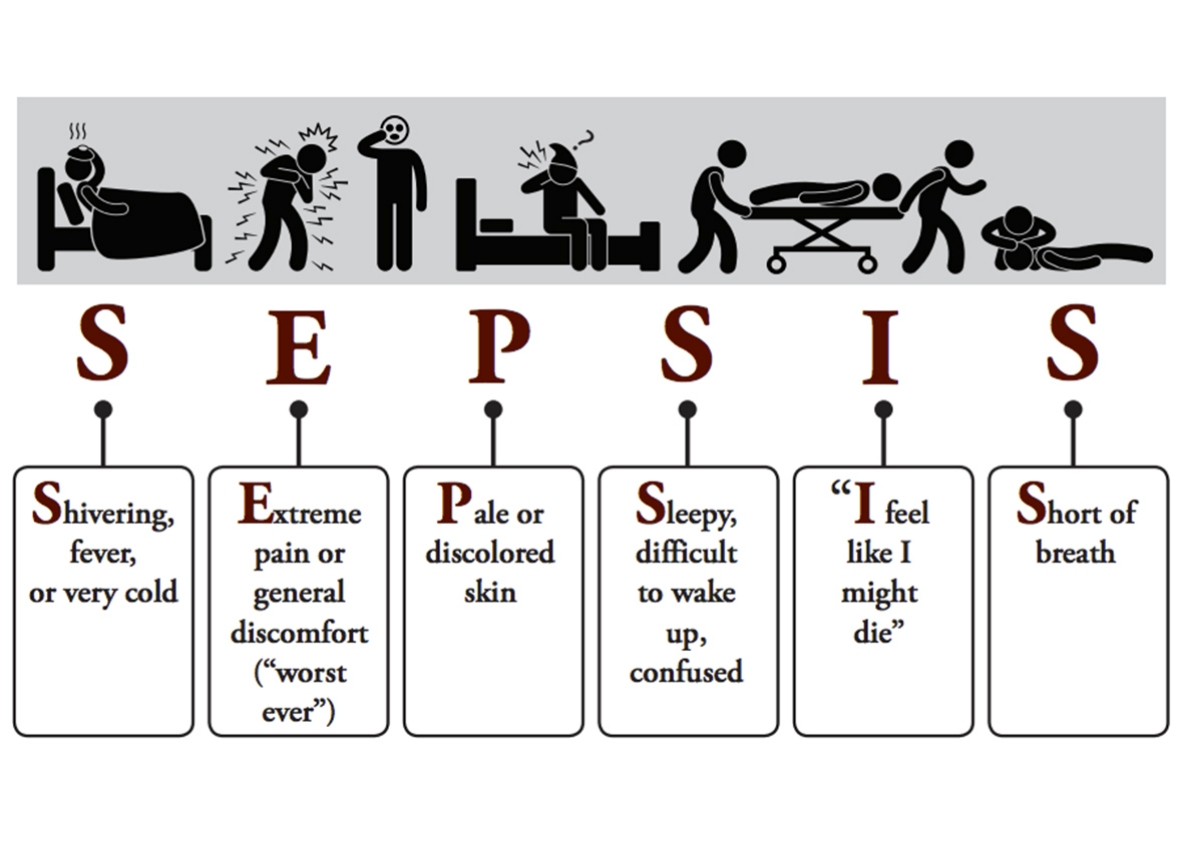 ?
S E P S I S
Shivering,
fever,
or very cold
Extreme
pain or
general
discomfort
(“worst
ever”)
Pale or
discolored
skin
Sleepy,
difficult
to wake
up,
confused
“I feel
like I
might
die”
Short of
breath